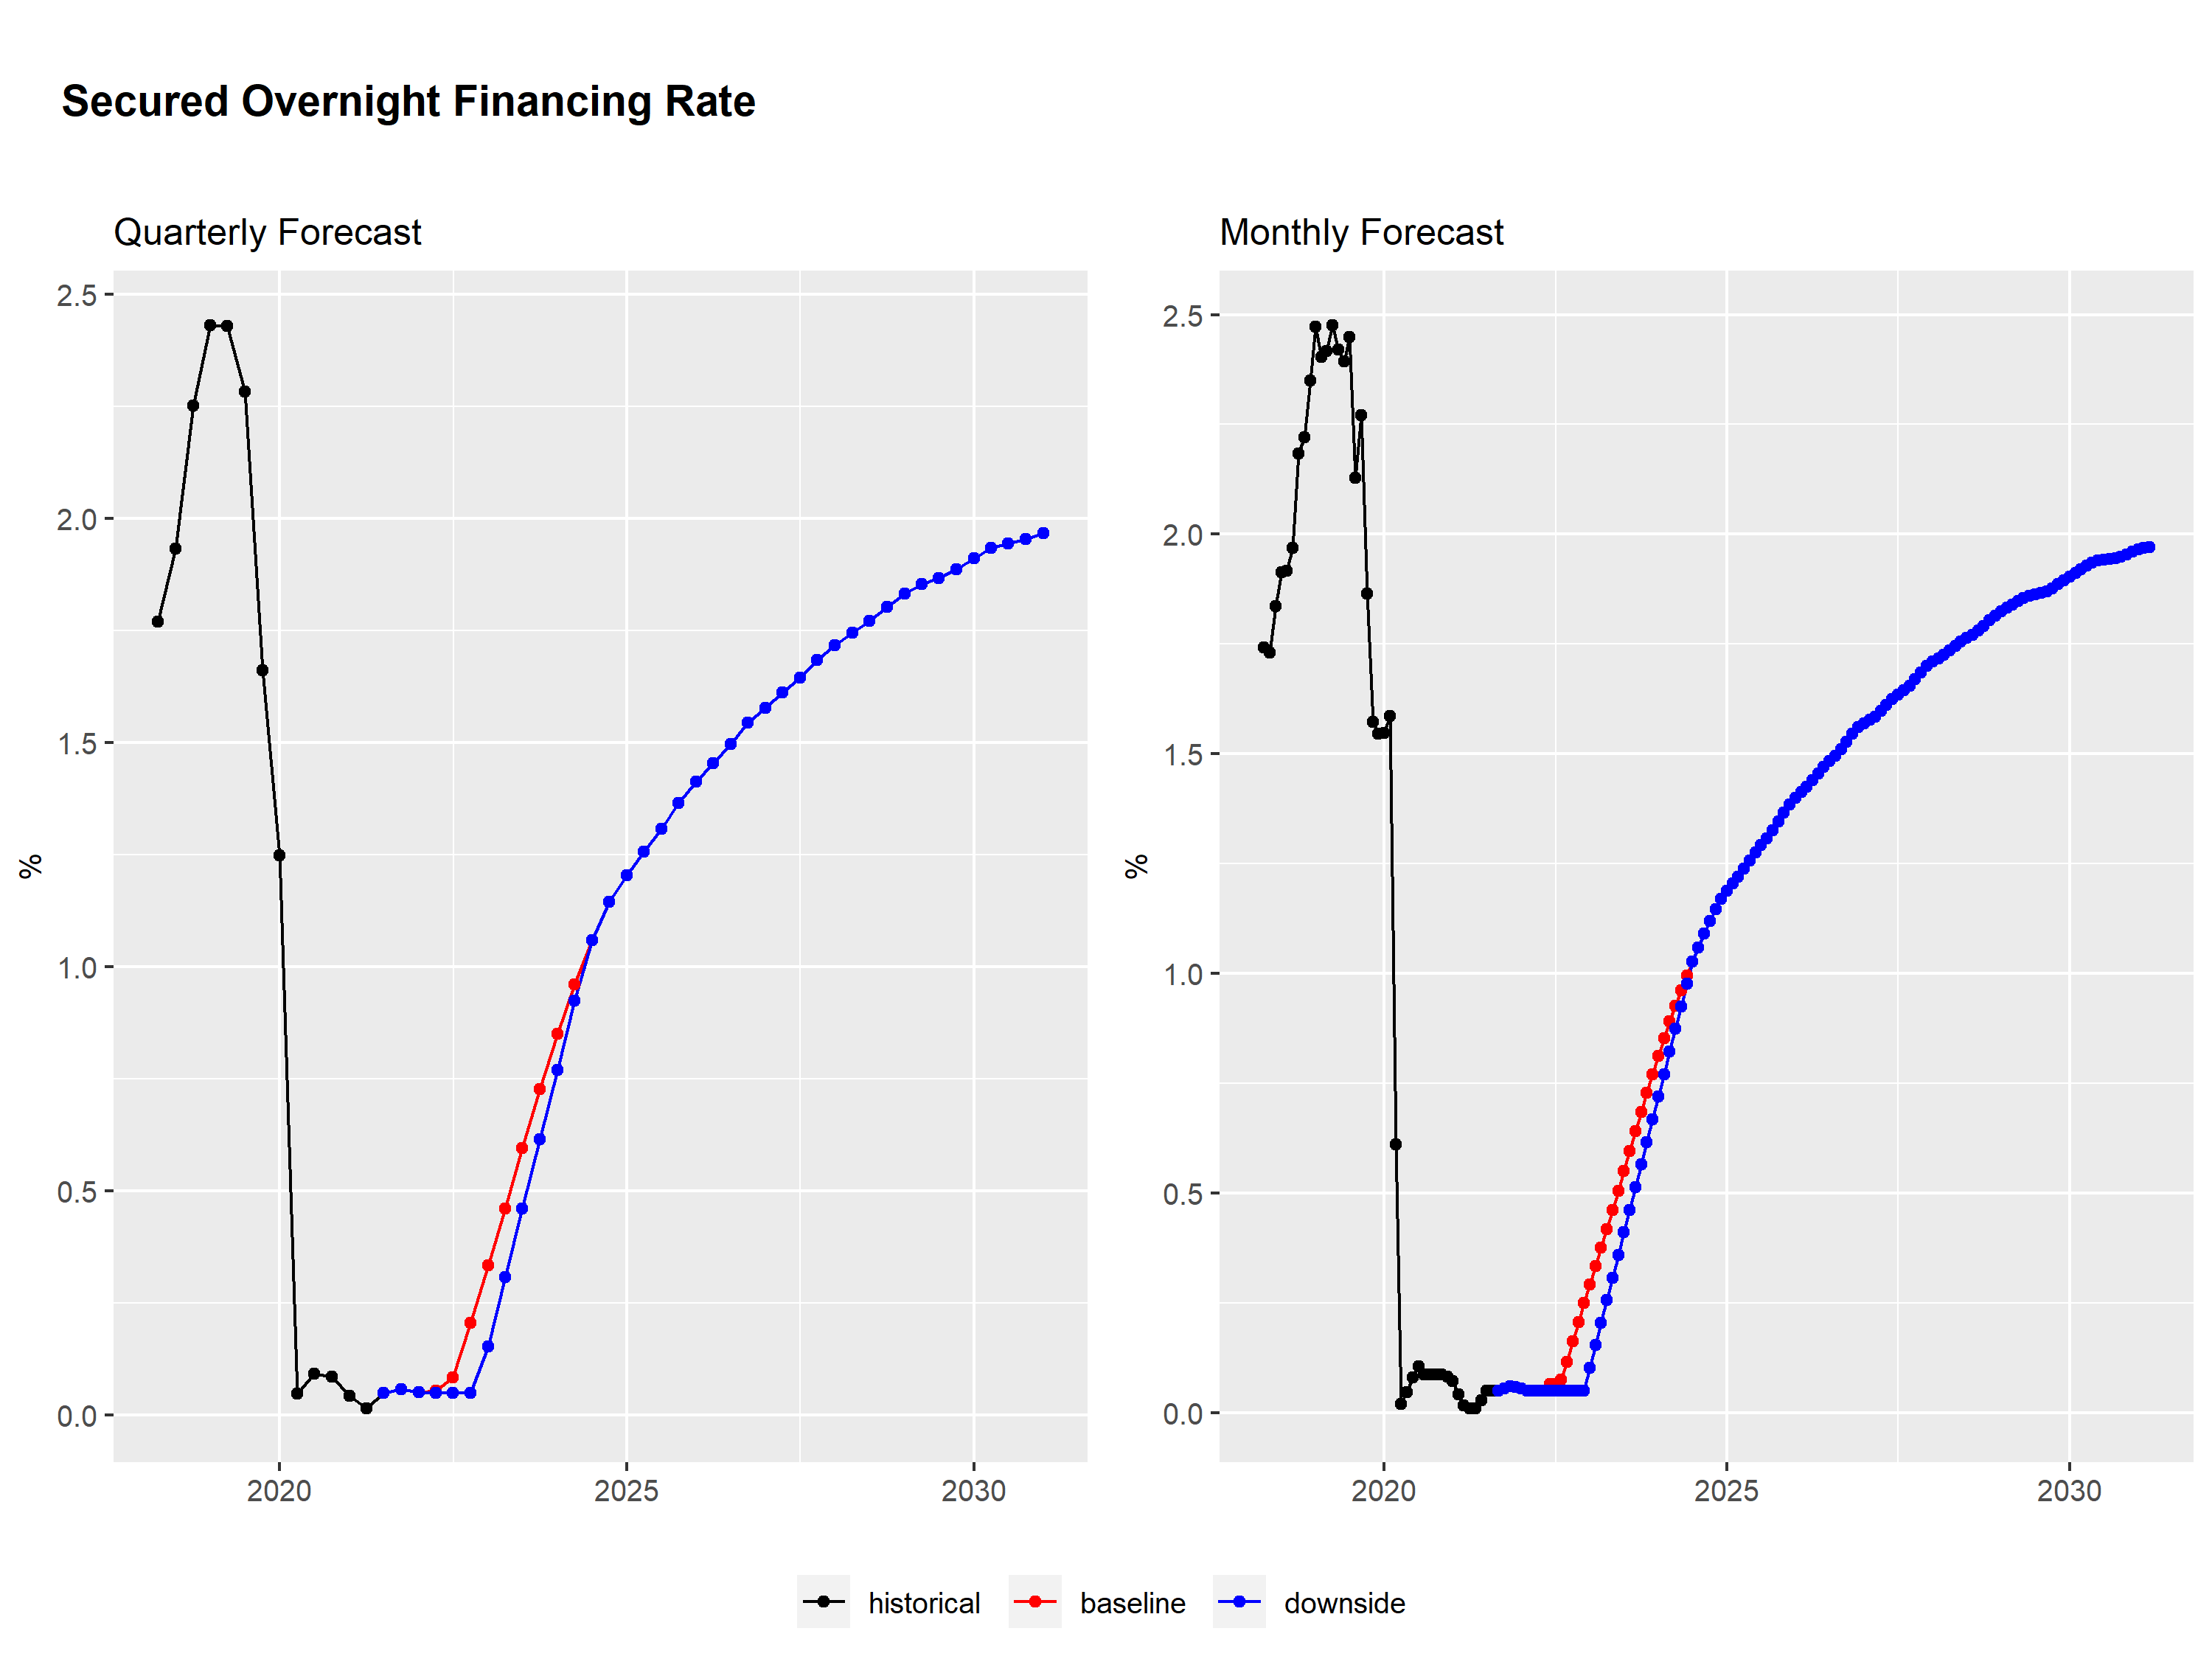 Secured Overnight Financing Rate
Quarterly Forecast
2.5
2.0
1.5
1.0
0.5
0.0
%
2020 2025 2030
Monthly Forecast
2.5
2.0
1.5
1.0
0.5
0.0
%
2020 2025 2030
historical baseline downside